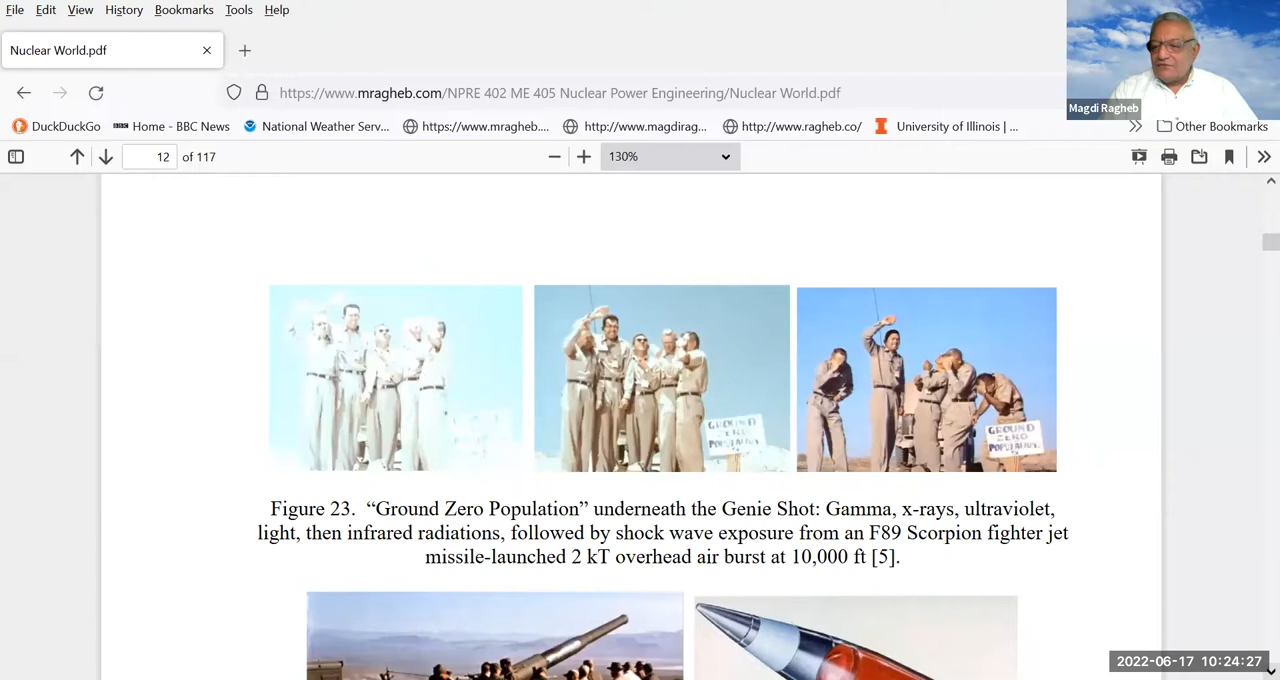 File Edit View History Bookmarks Tools Help
Nuclear World.pdf
https://www.mragheb.com/NPRE 402 ME 405 Nuclear Power Engineering/Nuclear World.pdf
Magdi Ragheb
DuckDuckGo BBC Home - BBC News National Weather Serv... https://www.mragheb.... http://www.magdirag... http://www.ragheb.co/ University of Illinois | ... Other Bookmarks
12 of 117 130%
GROUND
ZERO
POPULATION
GROUND
ZERO
POPULATION
Figure 23. “Ground Zero Population” underneath the Genie Shot: Gamma, x-rays, ultraviolet,
light, then infrared radiations, followed by shock wave exposure from an F89 Scorpion fighter jet
missile-launched 2 kT overhead air burst at 10,000 ft [5].
2022-06-17 10:24:27